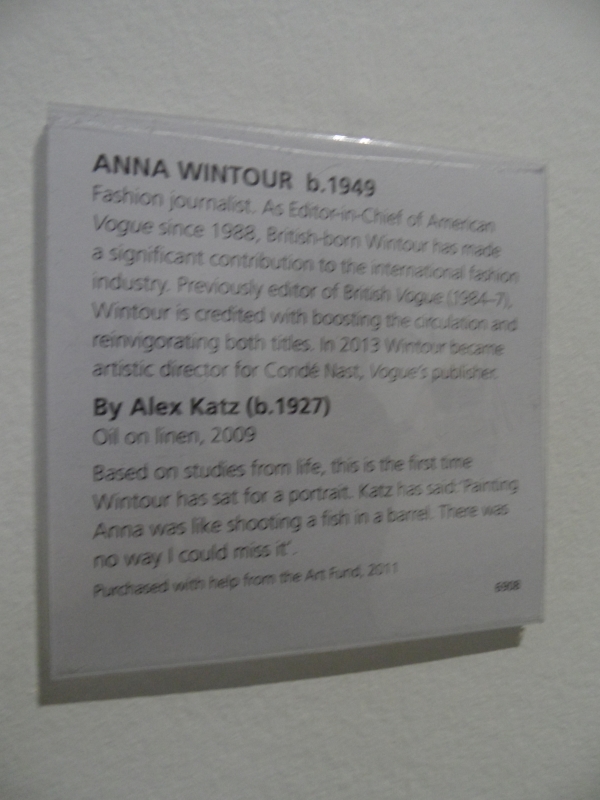 ANNA WINTOUR b.1949
Fashion journalist. As Editor-in-Chief of American
Vogue since 1988, British-born Wintour has made
a significant contribution to the international fashion
industry. Previously editor of British Vogue (1984–7),
Wintour is credited with boosting the circulation and
reinvigorating both titles. In 2013 Wintour became
artistic director for Condé Nast, Vogue's publisher.
By Alex Katz (b.1927)
Oil on linen, 2009
Based on studies from life, this is the first time
Wintour has sat for a portrait. Katz has said: 'Painting
Anna was like shooting a fish in a barrel. There was
no way I could miss it'.
Purchased with help from the Art Fund, 2011
6908